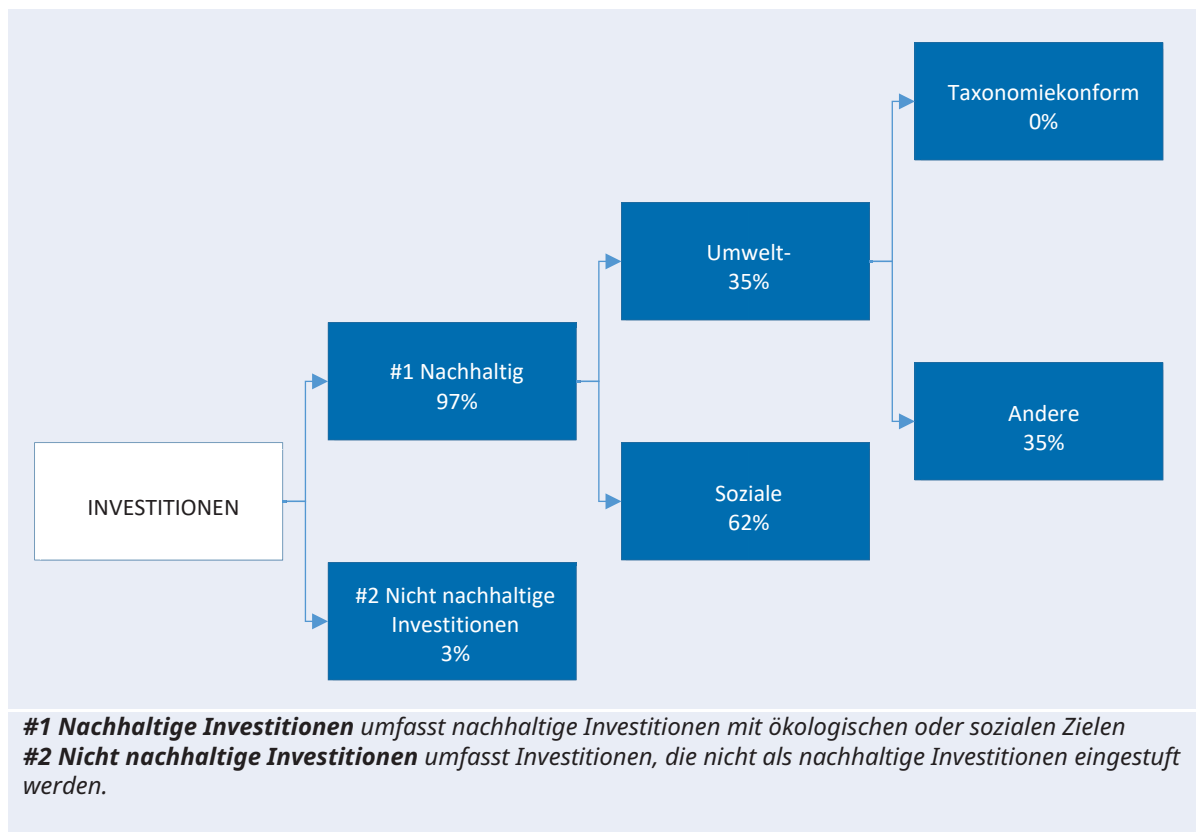 Taxonomiekonform
0%
Umwelt-
35%
#1 Nachhaltig
97%
Andere
35%
INVESTITIONEN
Soziale
62%
#2 Nicht nachhaltige
Investitionen
3%
#1 Nachhaltige Investitionen umfasst nachhaltige Investitionen mit ökologischen oder sozialen Zielen
#2 Nicht nachhaltige Investitionen umfasst Investitionen, die nicht als nachhaltige Investitionen eingestuft
werden.